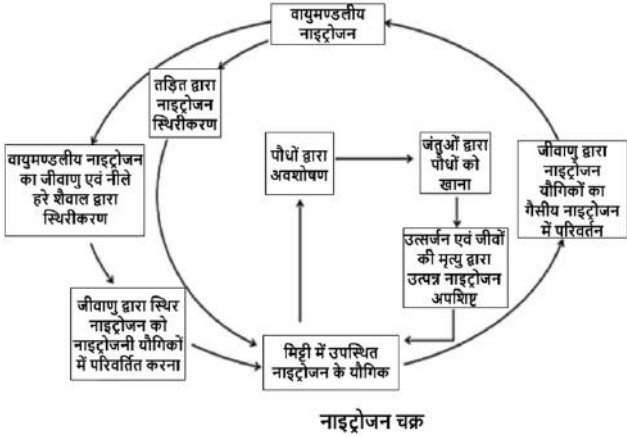 वायुमण्डलीय
नाइट्रोजन
तड़ित द्वारा
नाइट्रोजन
स्थिरीकरण
वायुमण्डलीय नाइट्रोजन
का जीवाणु एवं नीले
हरे शैवाल द्वारा
स्थिरीकरण
पौधों द्वारा
अवशोषण
जंतुओं द्वारा
पौधों को
खाना
जीवाणु द्वारा
नाइट्रोजन
यौगिकों का
गैसीय नाइट्रोजन
में परिवर्तन
उत्सर्जन एवं जीवों
की मृत्यु द्वारा
उत्पन्न नाइट्रोजन
अपशिष्ट
जीवाणु द्वारा स्थिर
नाइट्रोजन को
नाइट्रोजनी यौगिकों
में परिवर्तित करना
मिट्टी में उपस्थित
नाइट्रोजन के यौगिक
नाइट्रोजन चक्र